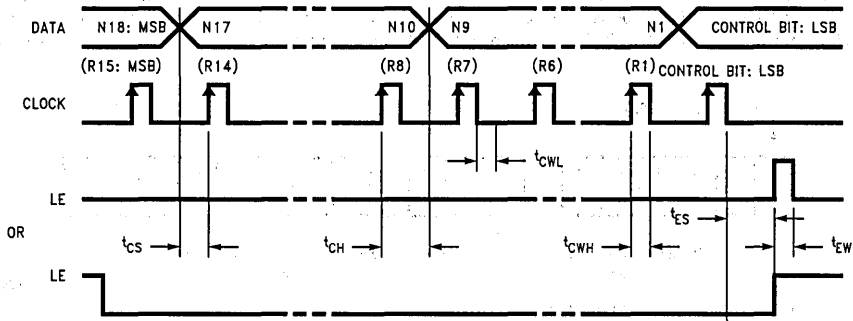 DATA N18: MSB N17 N10 N9 N1 CONTROL BIT: LSB
(R15: MSB) (R14) (R8) (R7) (R6) (R1) CONTROL BIT: LSB
CLOCK
tCWL
LE
tES
OR
tCS tCH tCWH tEW
LE